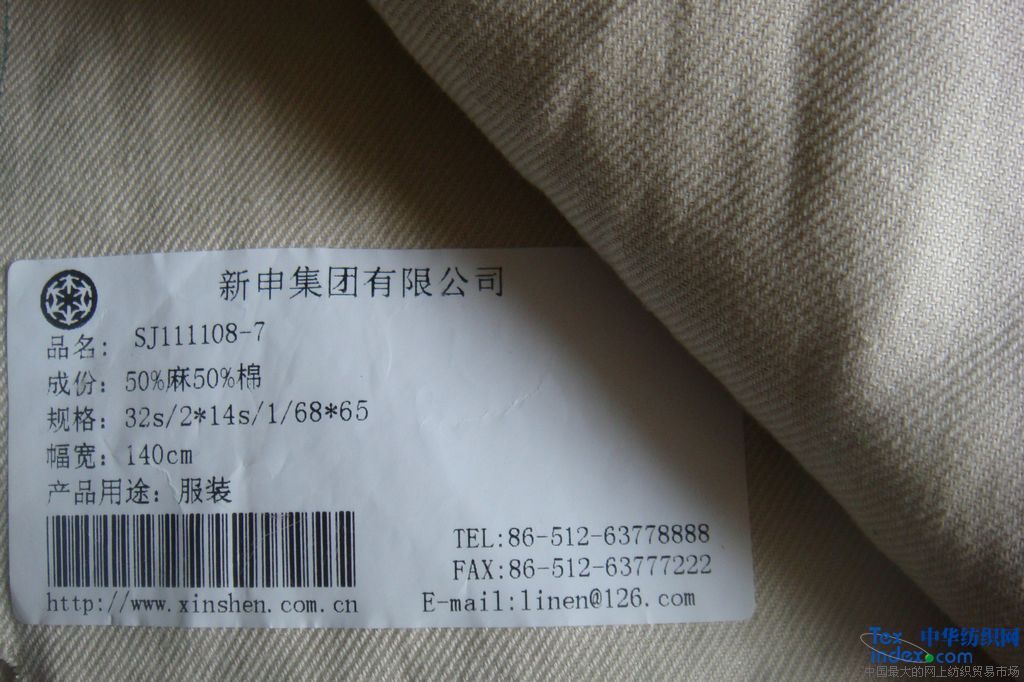 新申集团有限公司
品名: SJ111108-7
成份: 50%麻50%棉
规格: 32s/2*14s/1/68*65
幅宽: 140cm
产品用途: 服装
http://www.xinshen.com.cn
TEL:86-512-63778888
FAX:86-512-63777222
E-mail:linen@126.com
Tex 中华纺织网
index.com
中国最大的网上纺织贸易市场